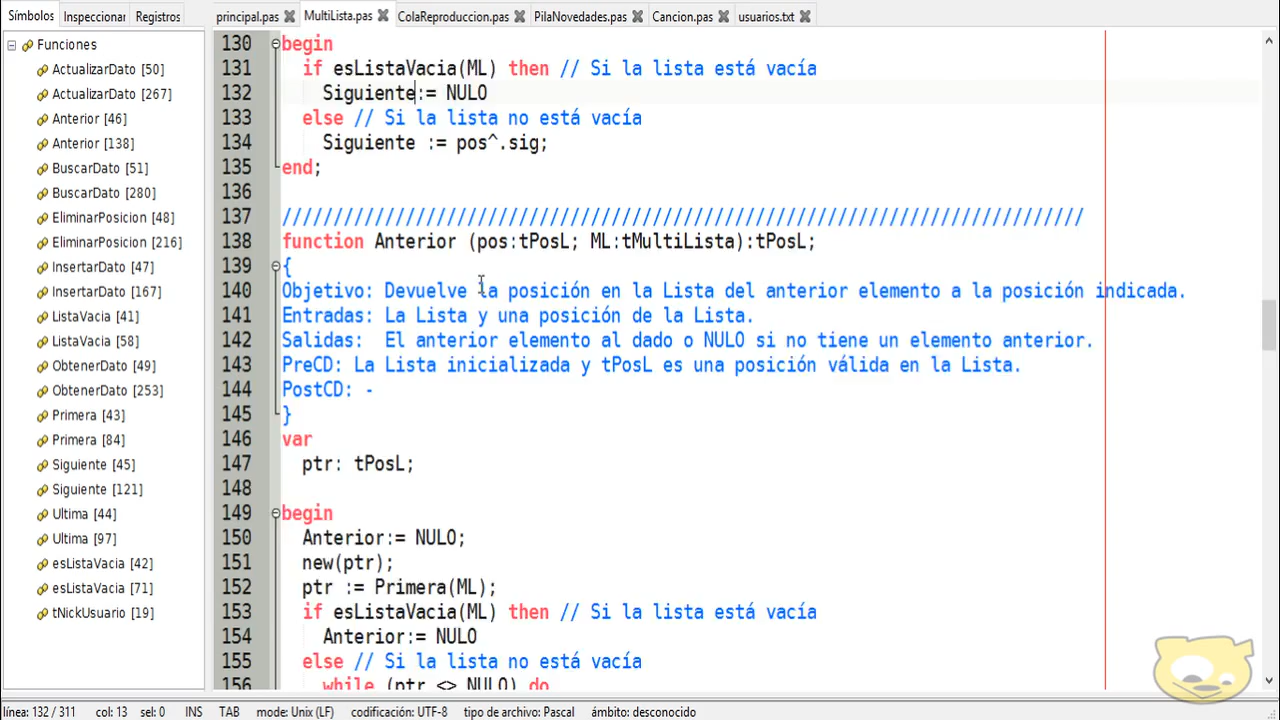 Símbolos Inspeccionar Registros principal.pas MultiLista.pas ColaReproduccion.pas PilaNovedades.pas Cancion.pas usuarios.txt
Funciones
ActualizarDato [50]
ActualizarDato [267]
Anterior [46]
Anterior [138]
BuscarDato [51]
BuscarDato [280]
EliminarPosicion [48]
EliminarPosicion [216]
InsertarDato [47]
InsertarDato [167]
ListaVacia [41]
ListaVacia [58]
ObtenerDato [49]
ObtenerDato [253]
Primera [43]
Primera [84]
Siguiente [45]
Siguiente [121]
Ultima [44]
Ultima [97]
esListaVacia [42]
esListaVacia [71]
tNickUsuario [19]
130 begin
131 if esListaVacia(ML) then // Si la lista está vacía
132 Siguiente:= NULO
133 else // Si la lista no está vacía
134 Siguiente := pos^.sig;
135 end;
136
137 //////////////////////////////////////////////////////////////////////////////
138 function Anterior (pos:tPosL; ML:tMultiLista):tPosL;
139 {
140 Objetivo: Devuelve la posición en la Lista del anterior elemento a la posición indicada.
141 Entradas: La Lista y una posición de la Lista.
142 Salidas: El anterior elemento al dado o NULO si no tiene un elemento anterior.
143 PreCD: La Lista inicializada y tPosL es una posición válida en la Lista.
144 PostCD: -
145 }
146 var
147 ptr: tPosL;
148
149 begin
150 Anterior:= NULO;
151 new(ptr);
152 ptr := Primera(ML);
153 if esListaVacia(ML) then // Si la lista está vacía
154 Anterior:= NULO
155 else // Si la lista no está vacía
156 while (ptr <> NULO) do
línea: 132 / 311 col: 13 sel: 0 INS TAB mode: Unix (LF) codificación: UTF-8 tipo de archivo: Pascal ámbito: desconocido